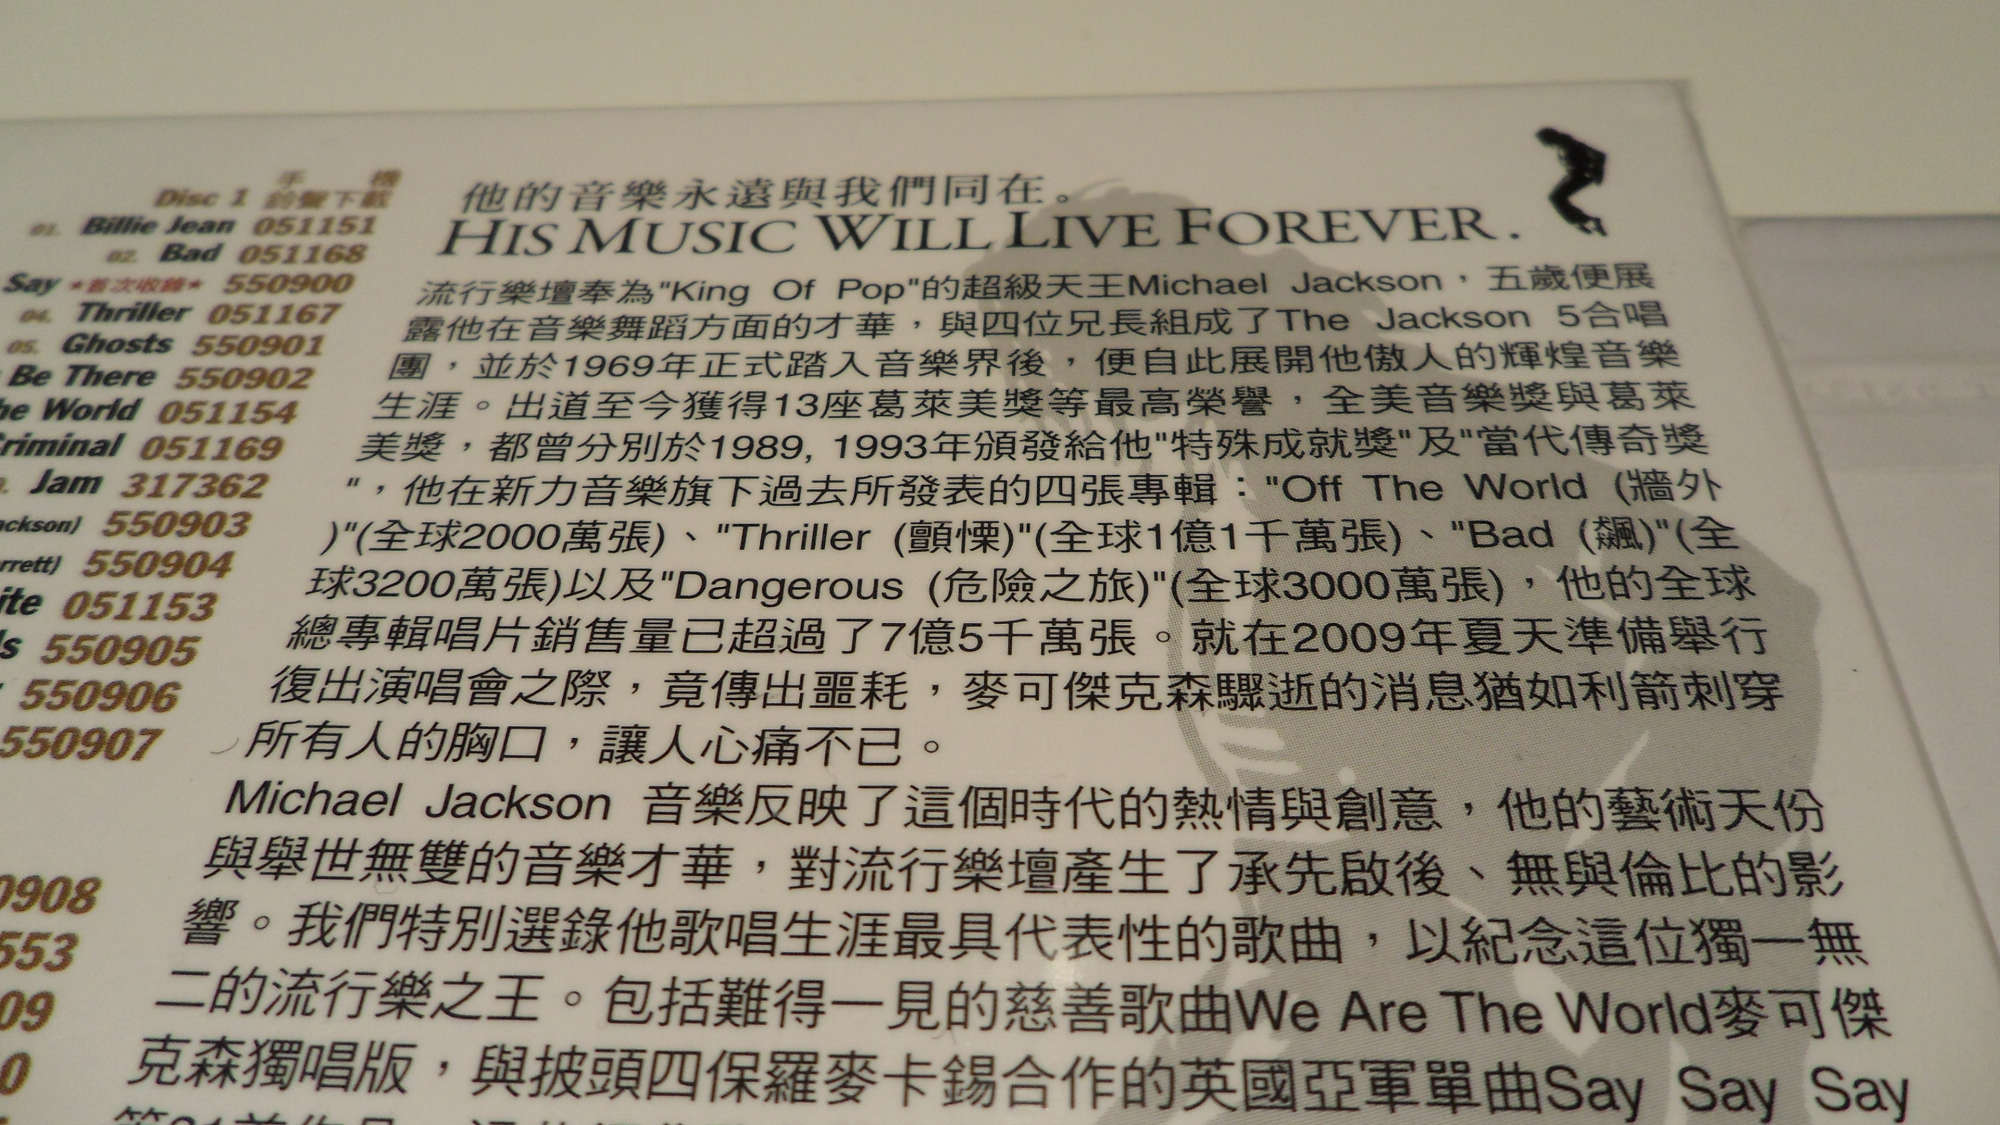 手 機
Disc 1 鈴聲下載
01. Billie Jean 051151
02. Bad 051168
Say ★首次收錄★ 550900
04. Thriller 051167
05. Ghosts 550901
Be There 550902
he World 051154
riminal 051169
Jam 317362
ackson) 550903
rrett) 550904
ite 051153
ls 550905
550906
550907
0908
553
09
0
他的音樂永遠與我們同在。
HIS MUSIC WILL LIVE FOREVER.
流行樂壇奉為"King Of Pop"的超級天王Michael Jackson，五歲便展
露他在音樂舞蹈方面的才華，與四位兄長組成了The Jackson 5合唱
團，並於1969年正式踏入音樂界後，便自此展開他傲人的輝煌音樂
生涯。出道至今獲得13座葛萊美獎等最高榮譽，全美音樂獎與葛萊
美獎，都曾分別於1989, 1993年頒發給他"特殊成就獎"及"當代傳奇獎
"，他在新力音樂旗下過去所發表的四張專輯："Off The World (牆外
)"(全球2000萬張)、"Thriller (顫慄)"(全球1億1千萬張)、"Bad (飆)"(全
球3200萬張)以及"Dangerous (危險之旅)"(全球3000萬張)，他的全球
總專輯唱片銷售量已超過了7億5千萬張。就在2009年夏天準備舉行
復出演唱會之際，竟傳出噩耗，麥可傑克森驟逝的消息猶如利箭刺穿
所有人的胸口，讓人心痛不已。
Michael Jackson 音樂反映了這個時代的熱情與創意，他的藝術天份
與舉世無雙的音樂才華，對流行樂壇產生了承先啟後、無與倫比的影
響。我們特別選錄他歌唱生涯最具代表性的歌曲，以紀念這位獨一無
二的流行樂之王。包括難得一見的慈善歌曲We Are The World麥可傑
克森獨唱版，與披頭四保羅麥卡錫合作的英國亞軍單曲Say Say Say